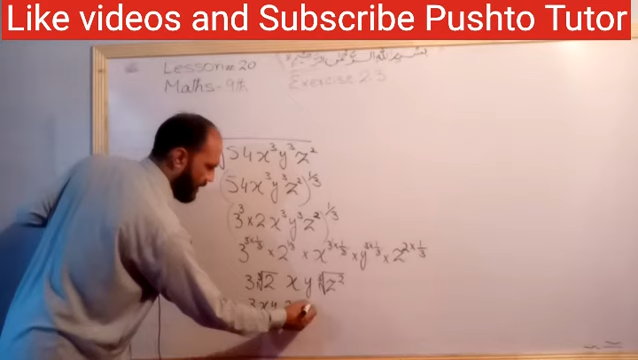 Like videos and Subscribe Pushto Tutor
Lesson = 20
Maths - 9th
Exercise 2.3
√54x³y³z²
(54x³y³z²)^1/3
(3³×2x³y³z²)^1/3
3^3×1/3 × 2^1/3 × x^3×1/3 × y^3×1/3 × z^2×1/3
3∛2 x y ∛z²
3xy